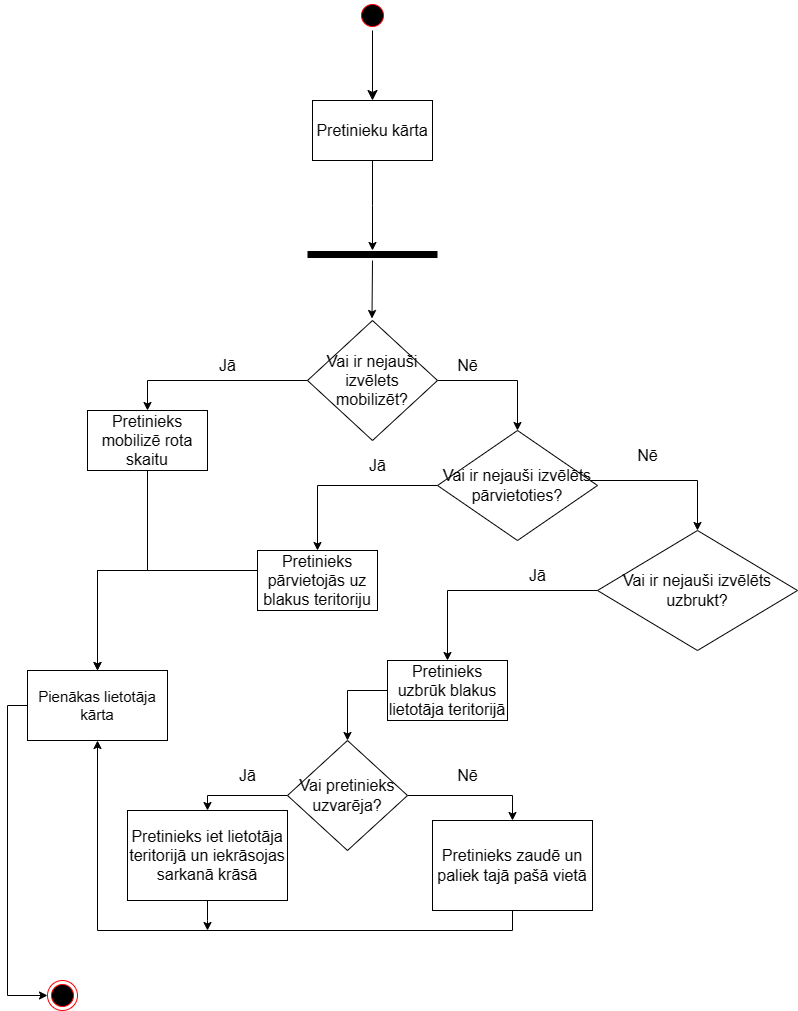 Pretinieku kārta
Vai ir nejauši
izvēlets
mobilizēt?
Jā
Nē
Pretinieks
mobilizē rota
skaitu
Vai ir nejauši izvēlēts
pārvietoties?
Jā
Nē
Pretinieks
pārvietojās uz
blakus teritoriju
Vai ir nejauši izvēlēts
uzbrukt?
Jā
Pretinieks
uzbrūk blakus
lietotāja teritorijā
Pienākas lietotāja
kārta
Vai pretinieks
uzvarēja?
Jā
Nē
Pretinieks iet lietotāja
teritorijā un iekrāsojas
sarkanā krāsā
Pretinieks zaudē un
paliek tajā pašā vietā